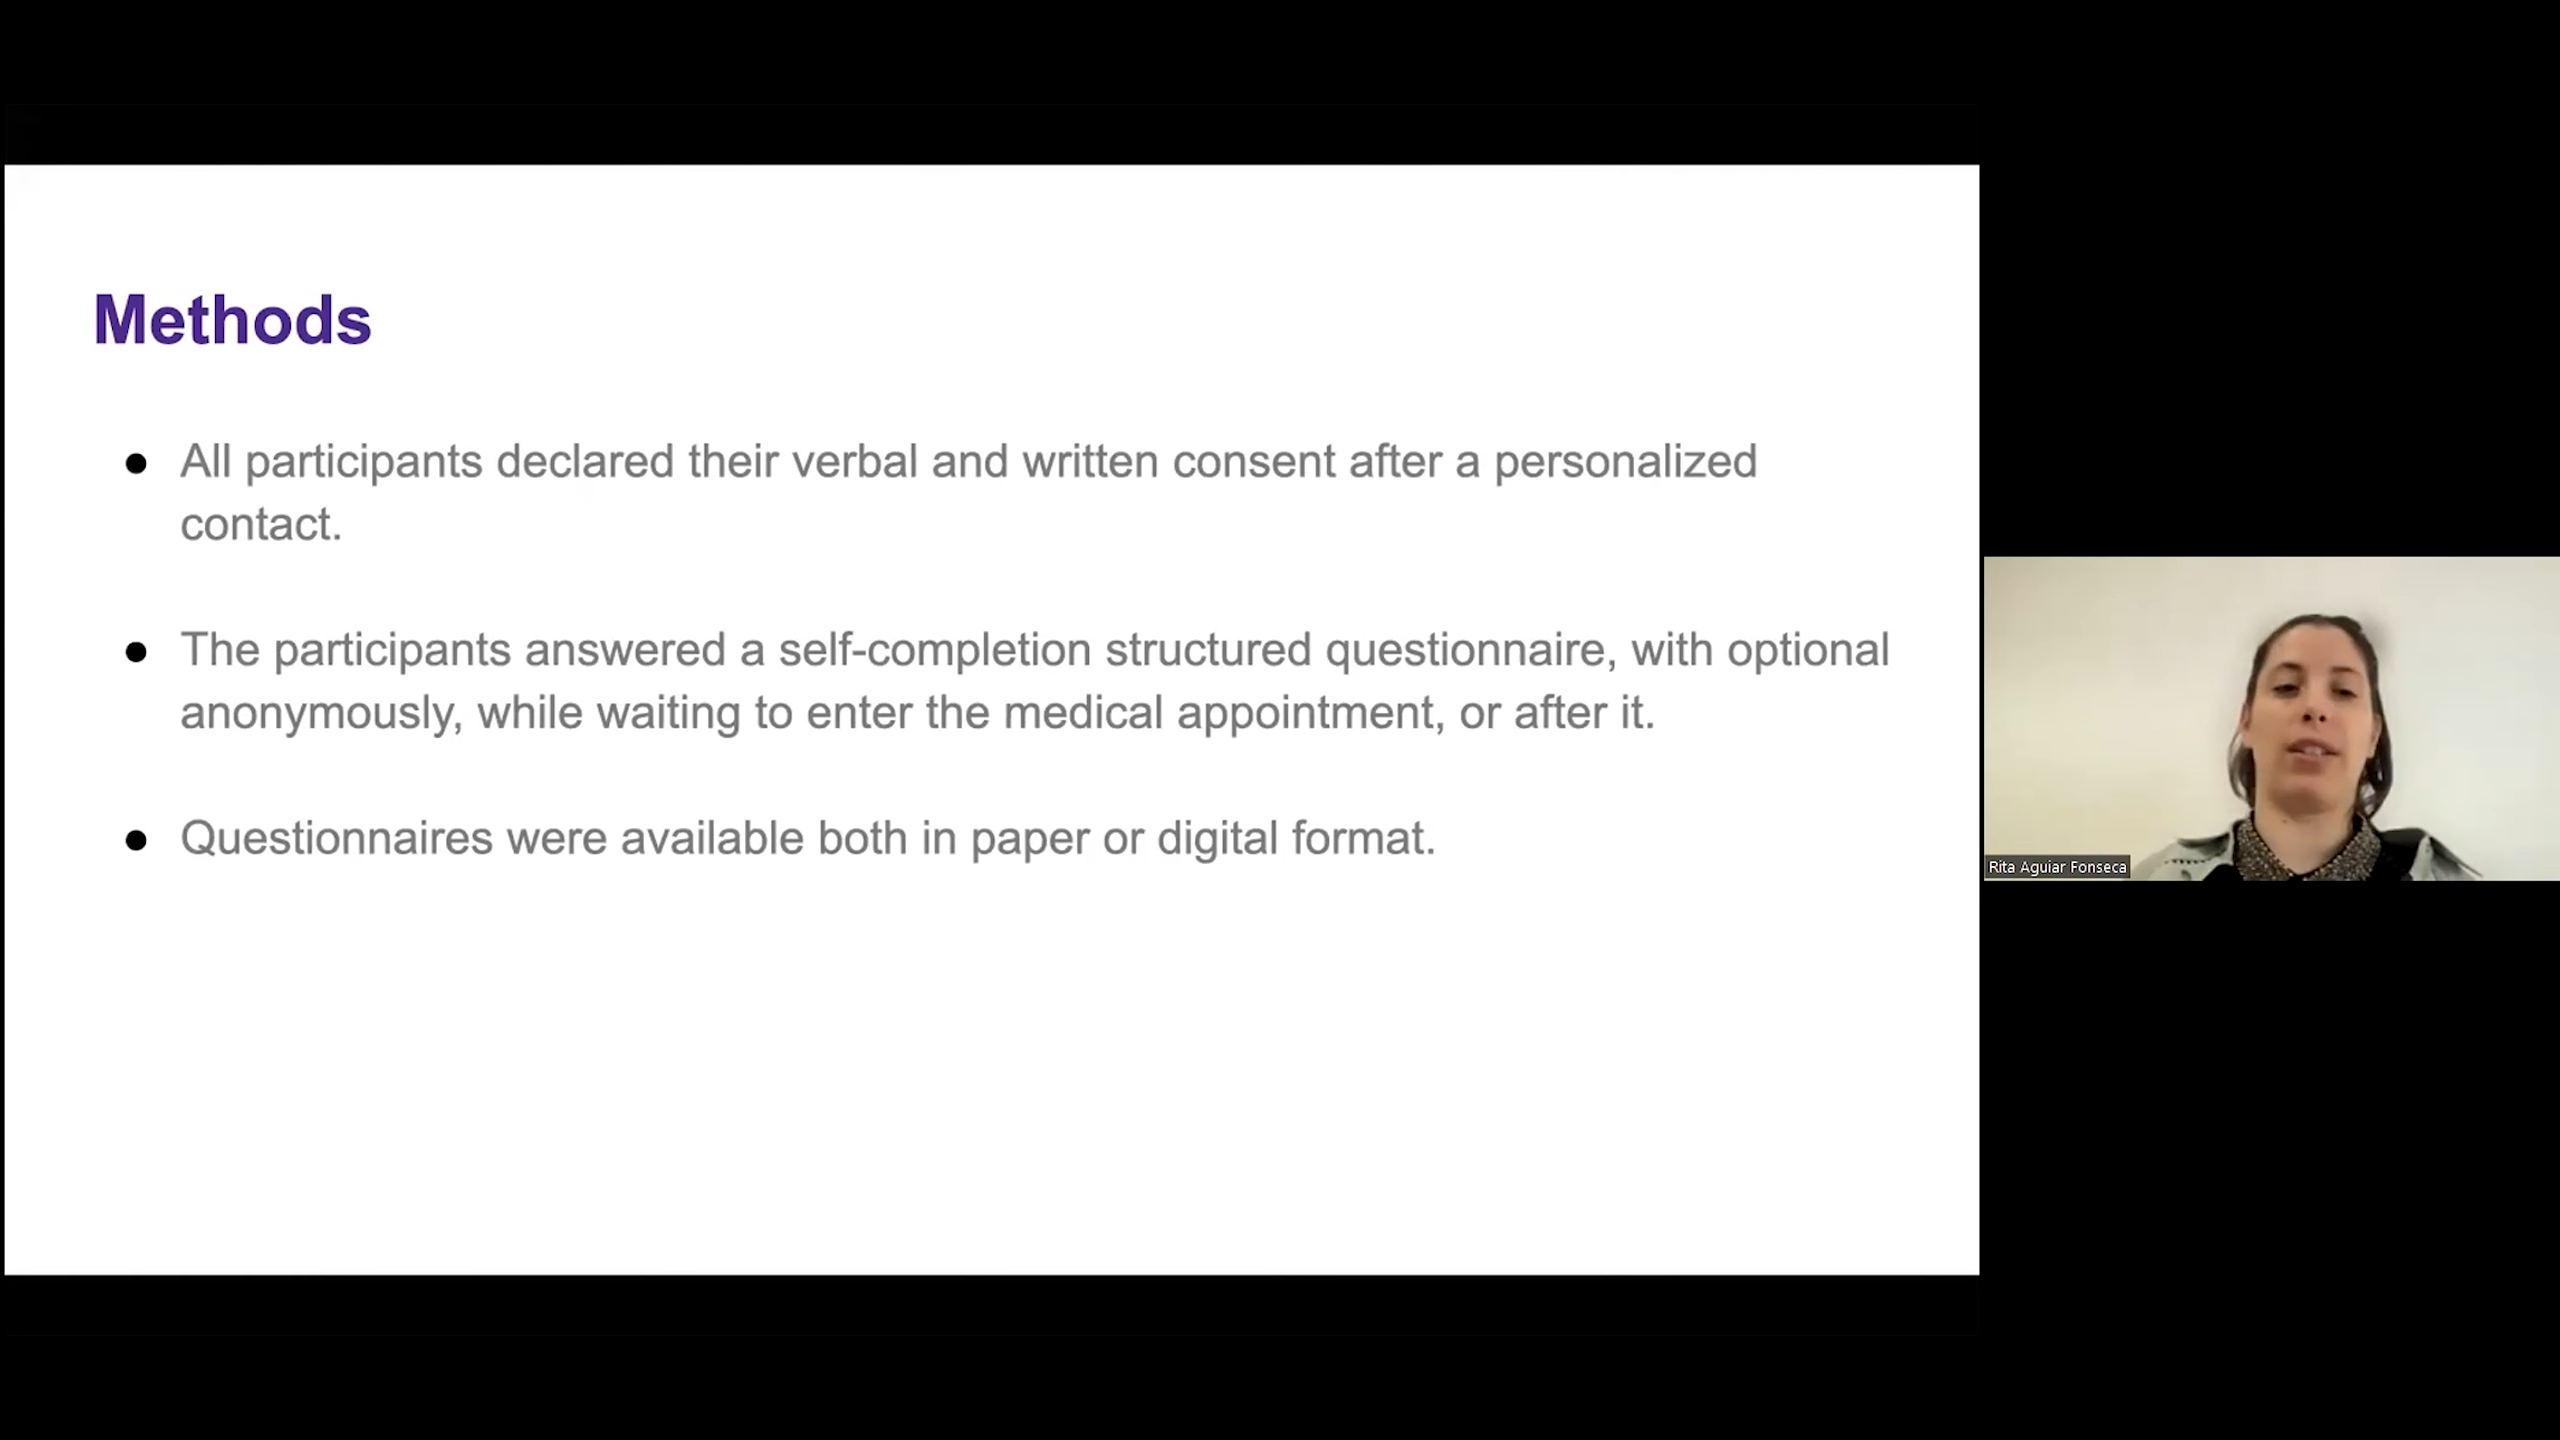 Methods
● All participants declared their verbal and written consent after a personalized
contact.
● The participants answered a self-completion structured questionnaire, with optional
anonymously, while waiting to enter the medical appointment, or after it.
● Questionnaires were available both in paper or digital format.
Rita Aguiar Fonseca